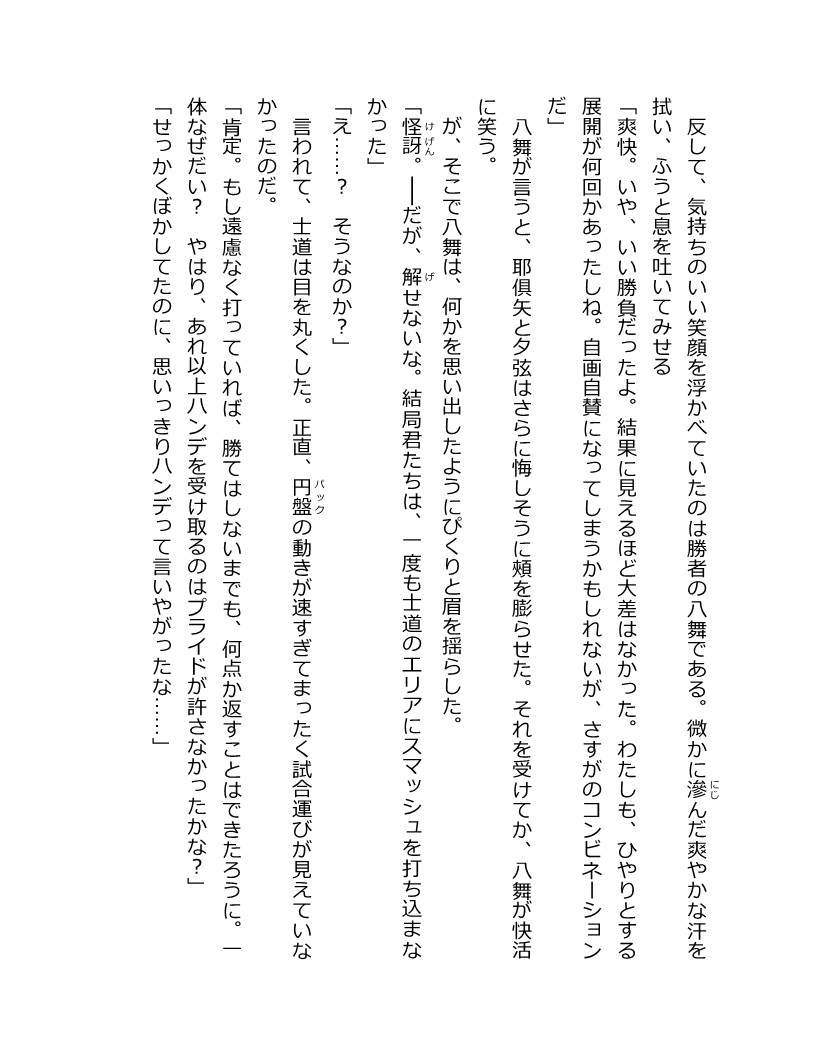 反して、気持ちのいい笑顔を浮かべていたのは勝者の八舞である。微かに滲んだ爽やかな汗を
拭い、ふうと息を吐いてみせる
「爽快。いや、いい勝負だったよ。結果に見えるほど大差はなかった。わたしも、ひやりとする
展開が何回かあったしね。自画自賛になってしまうかもしれないが、さすがのコンビネーション
だ」
　八舞が言うと、耶倶矢と夕弦はさらに悔しそうに頰を膨らせた。それを受けてか、八舞が快活
に笑う。
　が、そこで八舞は、何かを思い出したようにぴくりと眉を揺らした。
「怪訝。――だが、解せないな。結局君たちは、一度も士道のエリアにスマッシュを打ち込まな
かった」
「え……？　そうなのか？」
　言われて、士道は目を丸くした。正直、円盤の動きが速すぎてまったく試合運びが見えていな
かったのだ。
「肯定。もし遠慮なく打っていれば、勝てはしないまでも、何点か返すことはできたろうに。一
体なぜだい？　やはり、あれ以上ハンデを受け取るのはプライドが許さなかったかな？」
「せっかくぼかしてたのに、思いっきりハンデって言いやがったな……」